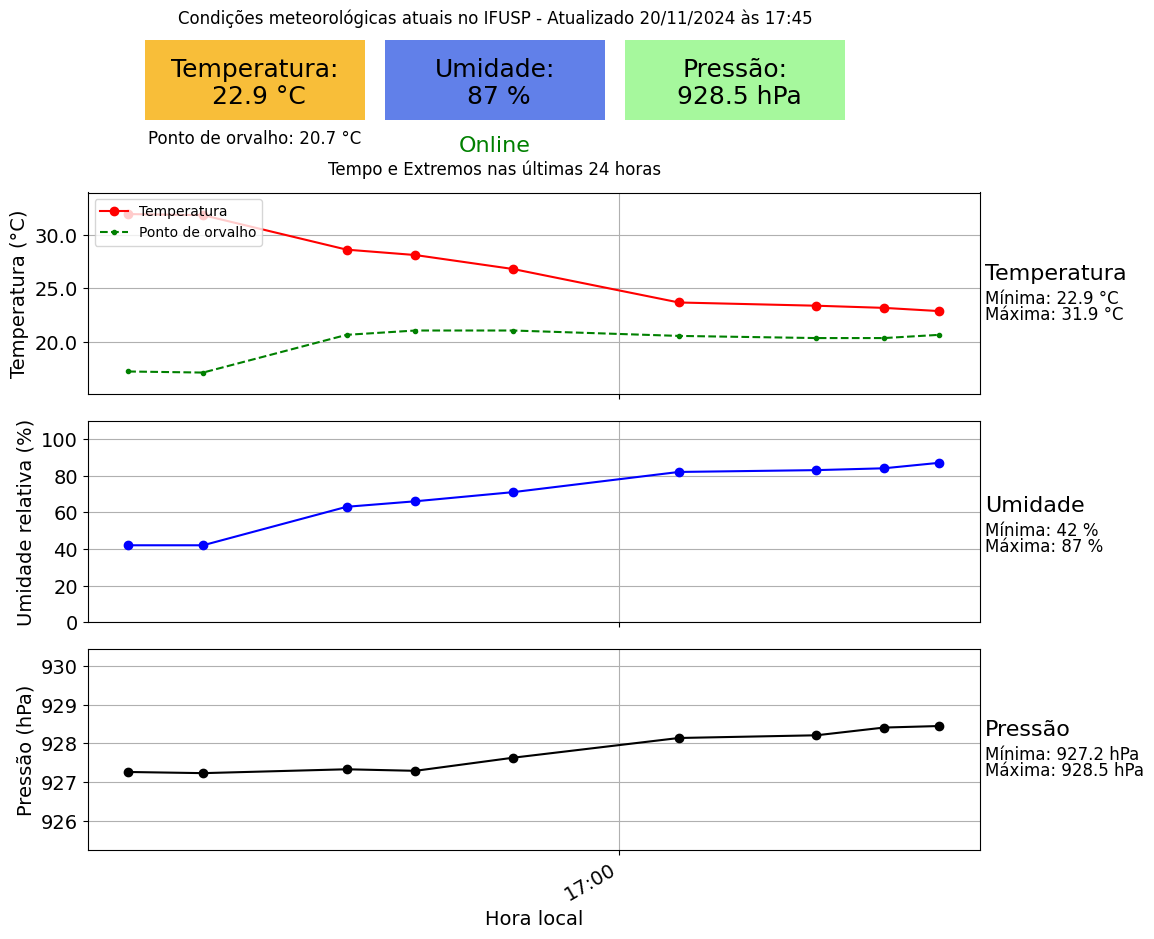 Condições meteorológicas atuais no IFUSP - Atualizado 20/11/2024 às 17:45
Temperatura:
22.9 °C
Umidade:
87 %
Pressão:
928.5 hPa
Ponto de orvalho: 20.7 °C
Online
Tempo e Extremos nas últimas 24 horas
Temperatura (°C)
30.0
25.0
20.0
Temperatura
Ponto de orvalho
Temperatura
Mínima: 22.9 °C
Máxima: 31.9 °C
Umidade relativa (%)
100
80
60
40
20
0
Umidade
Mínima: 42 %
Máxima: 87 %
Pressão (hPa)
930
929
928
927
926
Pressão
Mínima: 927.2 hPa
Máxima: 928.5 hPa
17:00
Hora local